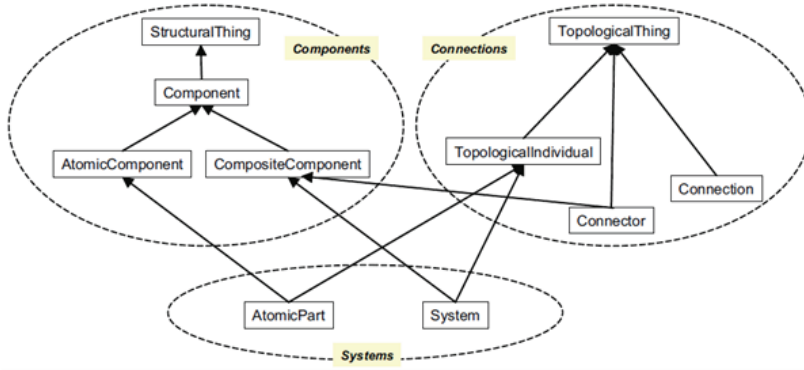 StructuralThing
Components
Connections
TopologicalThing
Component
AtomicComponent
CompositeComponent
TopologicalIndividual
Connection
Connector
AtomicPart
System
Systems